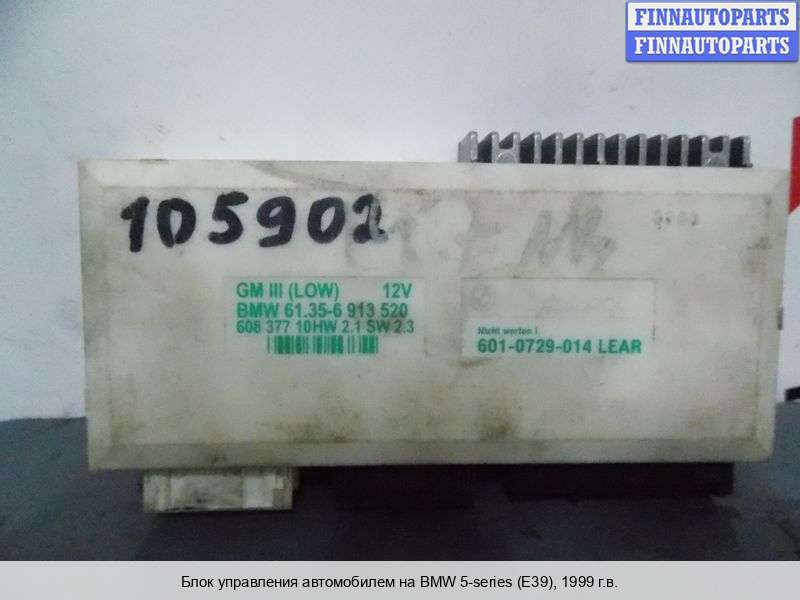 FINNAUTOPARTS
FINNAUTOPARTS
105902
GM III (LOW) 12V
BMW 61.35-6 913 520
608 377 10HW 2.1 SW 2.3
Nicht werfen !
601-0729-014 LEAR
Блок управления автомобилем на BMW 5-series (E39), 1999 г.в.